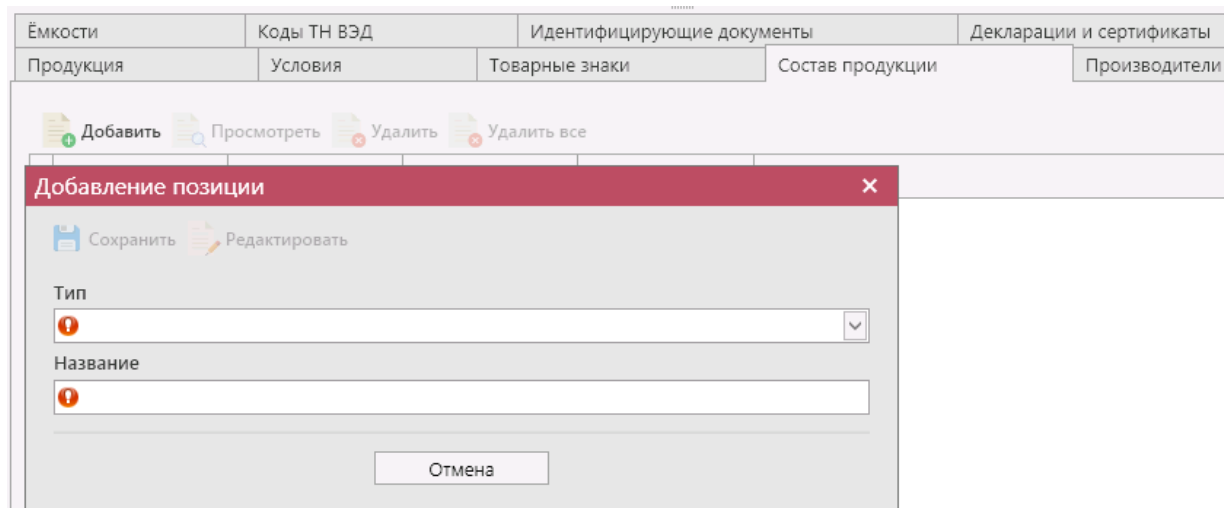 Ёмкости Коды ТН ВЭД Идентифицирующие документы Декларации и сертификаты
Продукция Условия Товарные знаки Состав продукции Производители
Добавить Просмотреть Удалить Удалить все
Добавление позиции
Сохранить Редактировать
Тип
Название
Отмена